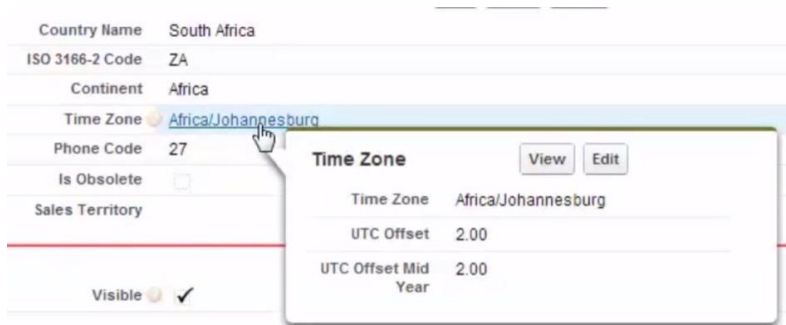 Country Name South Africa
ISO 3166-2 Code ZA
Continent Africa
Time Zone Africa/Johannesburg
Phone Code 27
Is Obsolete
Sales Territory
Visible
Time Zone View Edit
Time Zone Africa/Johannesburg
UTC Offset 2.00
UTC Offset Mid 2.00
Year